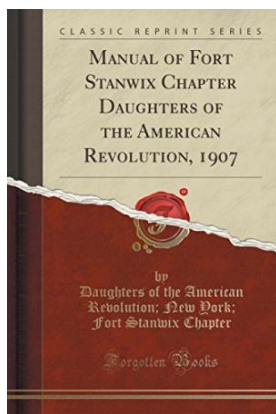 CLASSIC REPRINT SERIES
MANUAL OF FORT
STANWIX CHAPTER
DAUGHTERS OF
THE AMERICAN
REVOLUTION, 1907
by
Daughters of the American
Revolution; New York;
Fort Stanwix Chapter
Forgotten Books